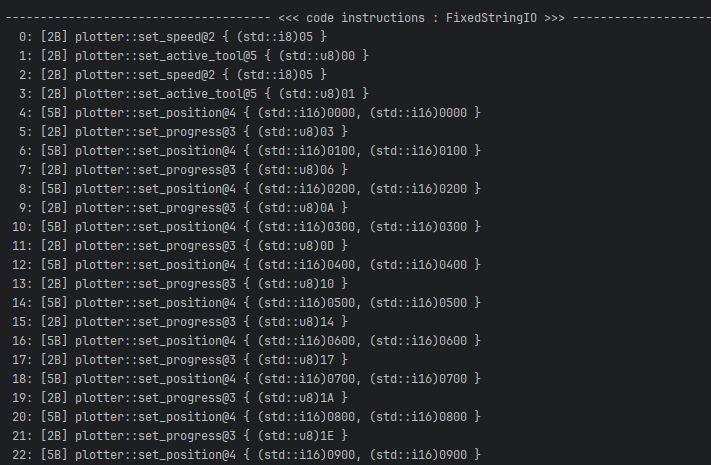 -------------------------------------- <<< code instructions : FixedStringIO >>> --------------------
0: [2B] plotter::set_speed@2 { (std::i8)05 }
1: [2B] plotter::set_active_tool@5 { (std::u8)00 }
2: [2B] plotter::set_speed@2 { (std::i8)05 }
3: [2B] plotter::set_active_tool@5 { (std::u8)01 }
4: [5B] plotter::set_position@4 { (std::i16)0000, (std::i16)0000 }
5: [2B] plotter::set_progress@3 { (std::u8)03 }
6: [5B] plotter::set_position@4 { (std::i16)0100, (std::i16)0100 }
7: [2B] plotter::set_progress@3 { (std::u8)06 }
8: [5B] plotter::set_position@4 { (std::i16)0200, (std::i16)0200 }
9: [2B] plotter::set_progress@3 { (std::u8)0A }
10: [5B] plotter::set_position@4 { (std::i16)0300, (std::i16)0300 }
11: [2B] plotter::set_progress@3 { (std::u8)0D }
12: [5B] plotter::set_position@4 { (std::i16)0400, (std::i16)0400 }
13: [2B] plotter::set_progress@3 { (std::u8)10 }
14: [5B] plotter::set_position@4 { (std::i16)0500, (std::i16)0500 }
15: [2B] plotter::set_progress@3 { (std::u8)14 }
16: [5B] plotter::set_position@4 { (std::i16)0600, (std::i16)0600 }
17: [2B] plotter::set_progress@3 { (std::u8)17 }
18: [5B] plotter::set_position@4 { (std::i16)0700, (std::i16)0700 }
19: [2B] plotter::set_progress@3 { (std::u8)1A }
20: [5B] plotter::set_position@4 { (std::i16)0800, (std::i16)0800 }
21: [2B] plotter::set_progress@3 { (std::u8)1E }
22: [5B] plotter::set_position@4 { (std::i16)0900, (std::i16)0900 }